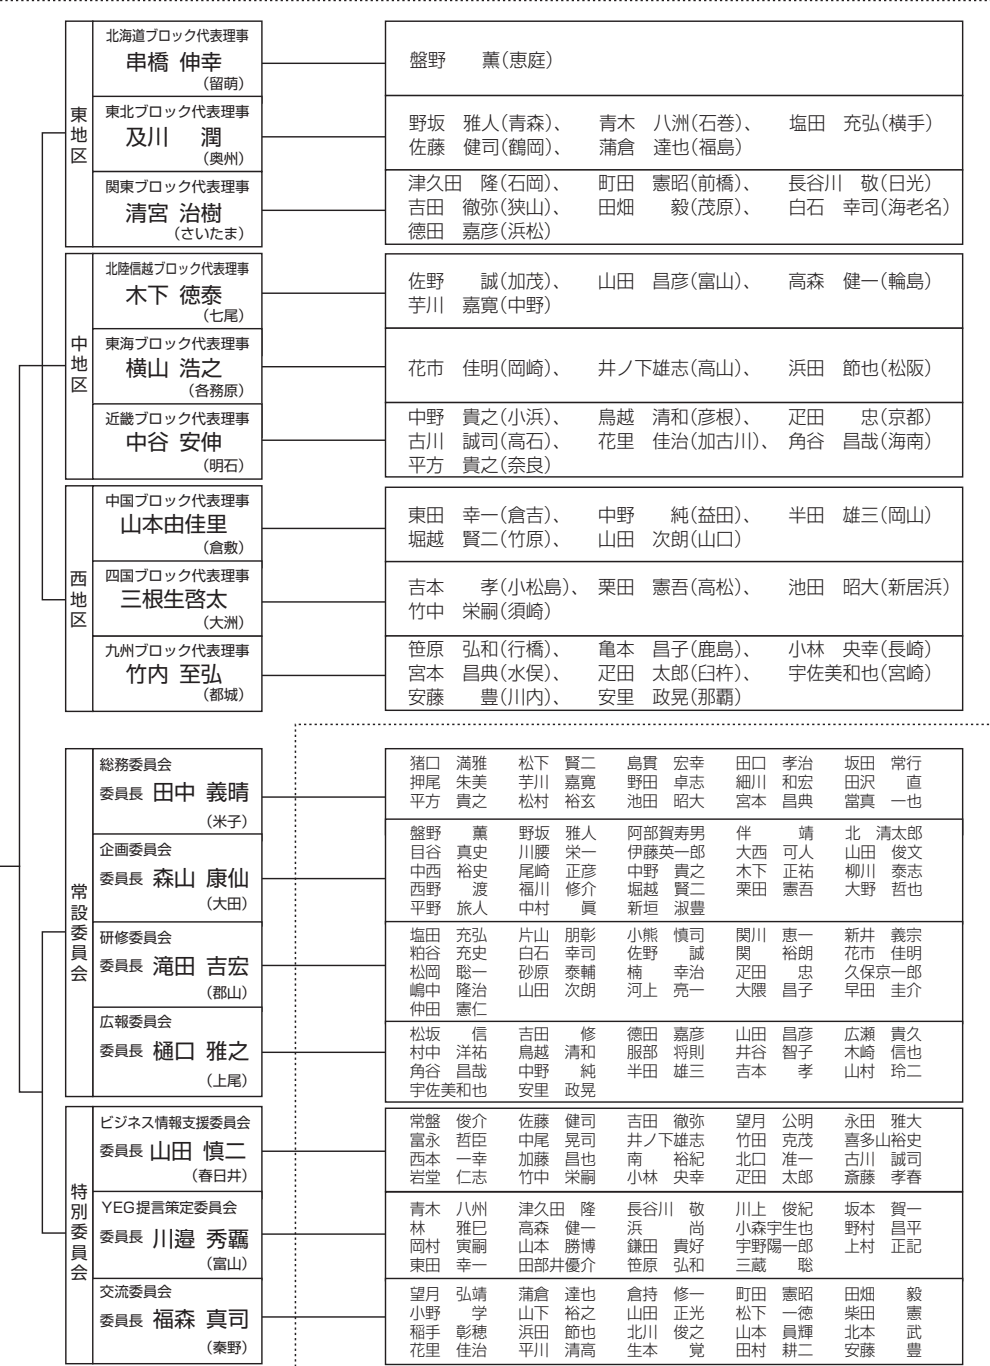 東地区
北海道ブロック代表理事
串橋 伸幸
(留萌)
盤野 薫(恵庭)
東北ブロック代表理事
及川 潤
(奥州)
野坂 雅人(青森)、 青木 八洲(石巻)、 塩田 充弘(横手)
佐藤 健司(鶴岡)、 蒲倉 達也(福島)
関東ブロック代表理事
清宮 治樹
(さいたま)
津久田 隆(石岡)、 町田 憲昭(前橋)、 長谷川 敬(日光)
吉田 徹弥(狭山)、 田畑 毅(茂原)、 白石 幸司(海老名)
德田 嘉彦(浜松)
中地区
北陸信越ブロック代表理事
木下 徳泰
(七尾)
佐野 誠(加茂)、 山田 昌彦(富山)、 高森 健一(輪島)
芋川 嘉寛(中野)
東海ブロック代表理事
横山 浩之
(各務原)
花市 佳明(岡崎)、 井ノ下雄志(高山)、 浜田 節也(松阪)
近畿ブロック代表理事
中谷 安伸
(明石)
中野 貴之(小浜)、 鳥越 清和(彦根)、 疋田 忠(京都)
古川 誠司(高石)、 花里 佳治(加古川)、 角谷 昌哉(海南)
平方 貴之(奈良)
西地区
中国ブロック代表理事
山本由佳里
(倉敷)
東田 幸一(倉吉)、 中野 純(益田)、 半田 雄三(岡山)
堀越 賢二(竹原)、 山田 次朗(山口)
四国ブロック代表理事
三根生啓太
(大洲)
吉本 孝(小松島)、 栗田 憲吾(高松)、 池田 昭大(新居浜)
竹中 栄嗣(須崎)
九州ブロック代表理事
竹内 至弘
(都城)
笹原 弘和(行橋)、 亀本 昌子(鹿島)、 小林 央幸(長崎)
宮本 昌典(水俣)、 疋田 太郎(臼杵)、 宇佐美和也(宮崎)
安藤 豊(川内)、 安里 政晃(那覇)
常設委員会
総務委員会
委員長 田中 義晴
(米子)
猪口 満雅 松下 賢二 島貫 宏幸 田口 孝治 坂田 常行
押尾 朱美 芋川 嘉寛 野田 卓志 細川 和宏 田沢 直
平方 貴之 松村 裕玄 池田 昭大 宮本 昌典 當真 一也
企画委員会
委員長 森山 康仙
(大田)
盤野 薫 野坂 雅人 阿部賀寿男 伴 靖 北 清太郎
目谷 真史 川腰 栄一 伊藤英一郎 大西 可人 山田 俊文
中西 裕史 尾崎 正彦 中野 貴之 木下 正祐 柳川 泰志
西野 渡 福川 修介 堀越 賢二 栗田 憲吾 大野 哲也
平野 旅人 中村 眞 新垣 淑豊
研修委員会
委員長 滝田 吉宏
(郡山)
塩田 充弘 片山 朋彰 小熊 慎司 関川 恵一 新井 義宗
粕谷 充史 白石 幸司 佐野 誠 関 裕朗 花市 佳明
松岡 聡一 砂原 泰輔 楠 幸治 疋田 忠 久保京一郎
嶋中 隆治 山田 次朗 河上 亮一 大隈 昌子 早田 圭介
仲田 憲仁
広報委員会
委員長 樋口 雅之
(上尾)
松坂 信 吉田 修 德田 嘉彦 山田 昌彦 広瀬 貴久
村中 洋祐 鳥越 清和 服部 将則 井谷 智子 木崎 信也
角谷 昌哉 中野 純 半田 雄三 吉本 孝 山村 玲二
宇佐美和也 安里 政晃
特別委員会
ビジネス情報支援委員会
委員長 山田 慎二
(春日井)
常盤 俊介 佐藤 健司 吉田 徹弥 望月 公明 永田 雅大
富永 哲臣 中尾 晃司 井ノ下雄志 竹田 克茂 喜多山裕史
西本 一幸 加藤 昌也 南 裕紀 北口 准一 古川 誠司
岩堂 仁志 竹中 栄嗣 小林 央幸 疋田 太郎 斎藤 孝春
YEG提言策定委員会
委員長 川邉 秀覊
(富山)
青木 八州 津久田 隆 長谷川 敬 川上 俊紀 坂本 賀一
林 雅巳 高森 健一 浜 尚 小森宇生也 野村 昌平
岡村 寅嗣 山本 勝博 鎌田 貴好 宇野陽一郎 上村 正記
東田 幸一 田部井優介 笹原 弘和 三蔵 聡
交流委員会
委員長 福森 真司
(秦野)
望月 弘靖 蒲倉 達也 倉持 修一 町田 憲昭 田畑 毅
小野 学 山下 裕之 山田 正光 松下 一徳 柴田 憲
稲手 彰穂 浜田 節也 北川 俊之 山本 員輝 北本 武
花里 佳治 平川 清高 生本 覚 田村 耕二 安藤 豊